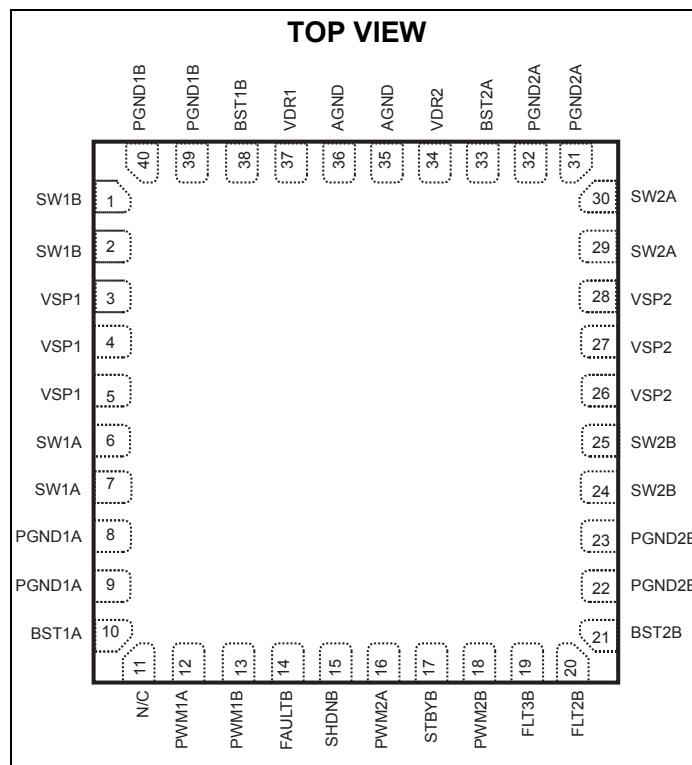 TOP VIEW
PGND1B
PGND1B
BST1B
VDR1
AGND
AGND
VDR2
BST2A
PGND2A
PGND2A
40
39
38
37
36
35
34
33
32
31
SW1B 1
30 SW2A
SW1B 2
29 SW2A
VSP1 3
28 VSP2
VSP1 4
27 VSP2
VSP1 5
26 VSP2
SW1A 6
25 SW2B
SW1A 7
24 SW2B
PGND1A 8
23 PGND2B
PGND1A 9
22 PGND2B
BST1A 10
21 BST2B
11
12
13
14
15
16
17
18
19
20
N/C
PWM1A
PWM1B
FAULTB
SHDNB
PWM2A
STBYB
PWM2B
FLT3B
FLT2B